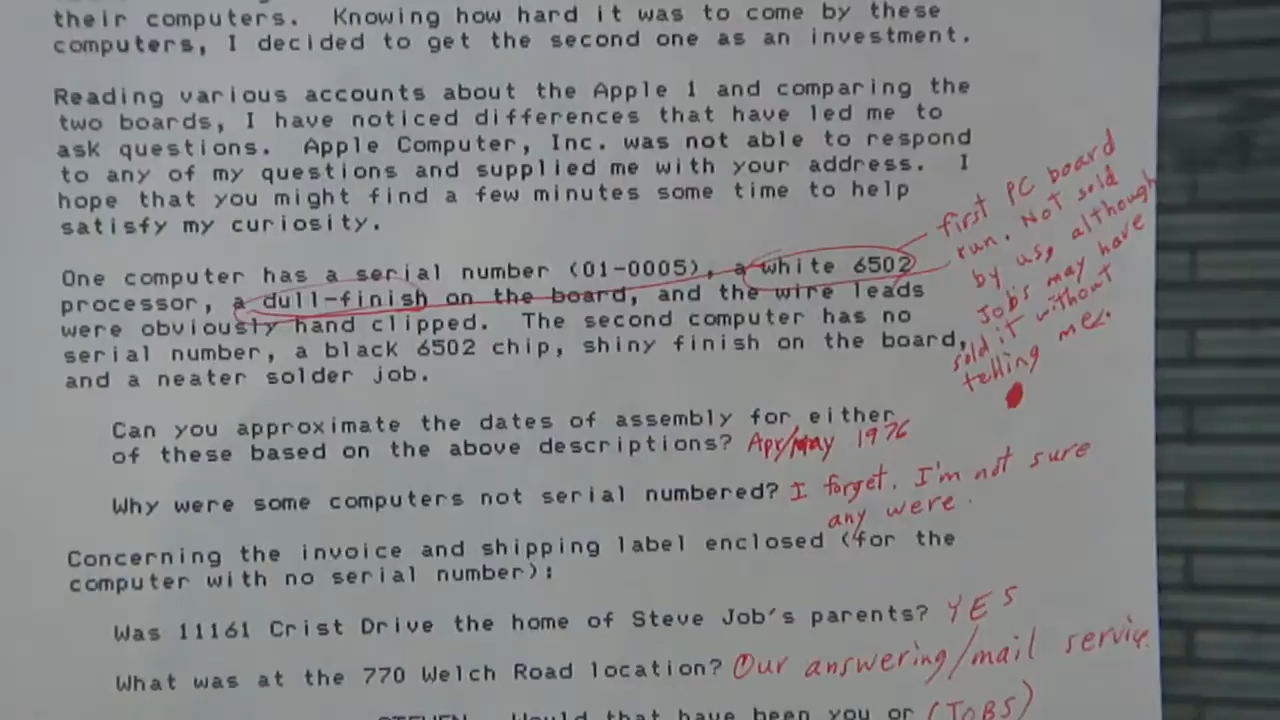 their computers.  Knowing how hard it was to come by these
computers, I decided to get the second one as an investment.
Reading various accounts about the Apple 1 and comparing the
two boards, I have noticed differences that have led me to
ask questions.  Apple Computer, Inc. was not able to respond
to any of my questions and supplied me with your address.  I
hope that you might find a few minutes some time to help
satisfy my curiosity.
One computer has a serial number (01-0005), a white 6502
processor, a dull-finish on the board, and the wire leads
were obviously hand clipped.  The second computer has no
serial number, a black 6502 chip, shiny finish on the board,
and a neater solder job.
first PC board
run. Not sold
by us, although
Jobs may have
sold it without
telling me.
Can you approximate the dates of assembly for either
of these based on the above descriptions? Apr/May 1976
Why were some computers not serial numbered? I forget. I'm not sure
any were.
Concerning the invoice and shipping label enclosed (for the
computer with no serial number):
Was 11161 Crist Drive the home of Steve Job's parents? YES
What was at the 770 Welch Road location? Our answering/mail service.
STEVEN. Would that have been you or (JOBS)